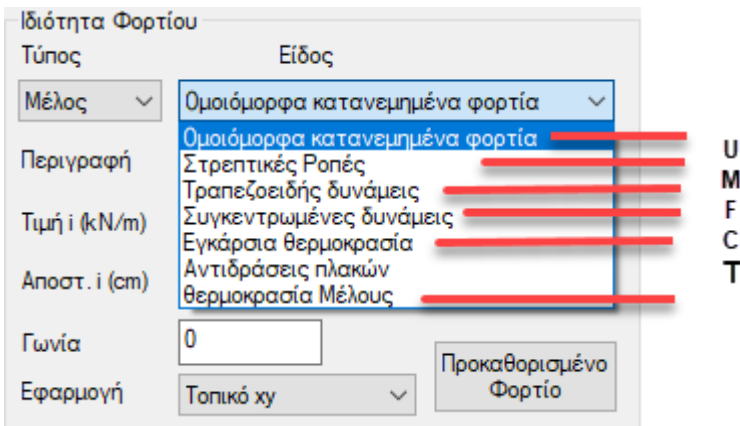 Ιδιότητα Φορτίου
Τύπος Είδος
Μέλος Ομοιόμορφα κατανεμημένα φορτία
Ομοιόμορφα κατανεμημένα φορτία U
Περιγραφή Στρεπτικές Ροπές M
Τραπεζοειδής δυνάμεις F
Τιμή i (kN/m) Συγκεντρωμένες δυνάμεις C
Εγκάρσια θερμοκρασία T
Αποστ. i (cm) Αντιδράσεις πλακών
θερμοκρασία Μέλους
Γωνία 0
Προκαθορισμένο
Εφαρμογή Τοπικό xy Φορτίο